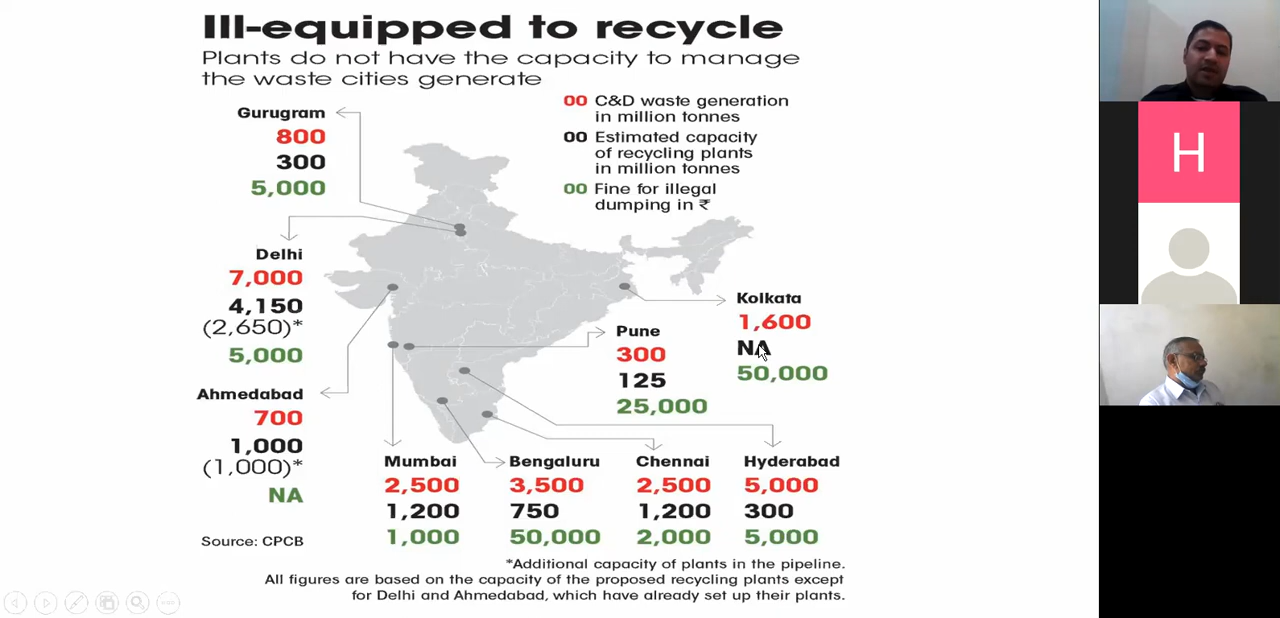 Ill-equipped to recycle
Plants do not have the capacity to manage
the waste cities generate
00 C&D waste generation
in million tonnes
00 Estimated capacity
of recycling plants
in million tonnes
00 Fine for illegal
dumping in ₹
Gurugram
800
300
5,000
Delhi
7,000
4,150
(2,650)*
5,000
Ahmedabad
700
1,000
(1,000)*
NA
Kolkata
1,600
NA
50,000
Pune
300
125
25,000
Mumbai
2,500
1,200
1,000
Bengaluru
3,500
750
50,000
Chennai
2,500
1,200
2,000
Hyderabad
5,000
300
5,000
Source: CPCB
*Additional capacity of plants in the pipeline.
All figures are based on the capacity of the proposed recycling plants except
for Delhi and Ahmedabad, which have already set up their plants.
H